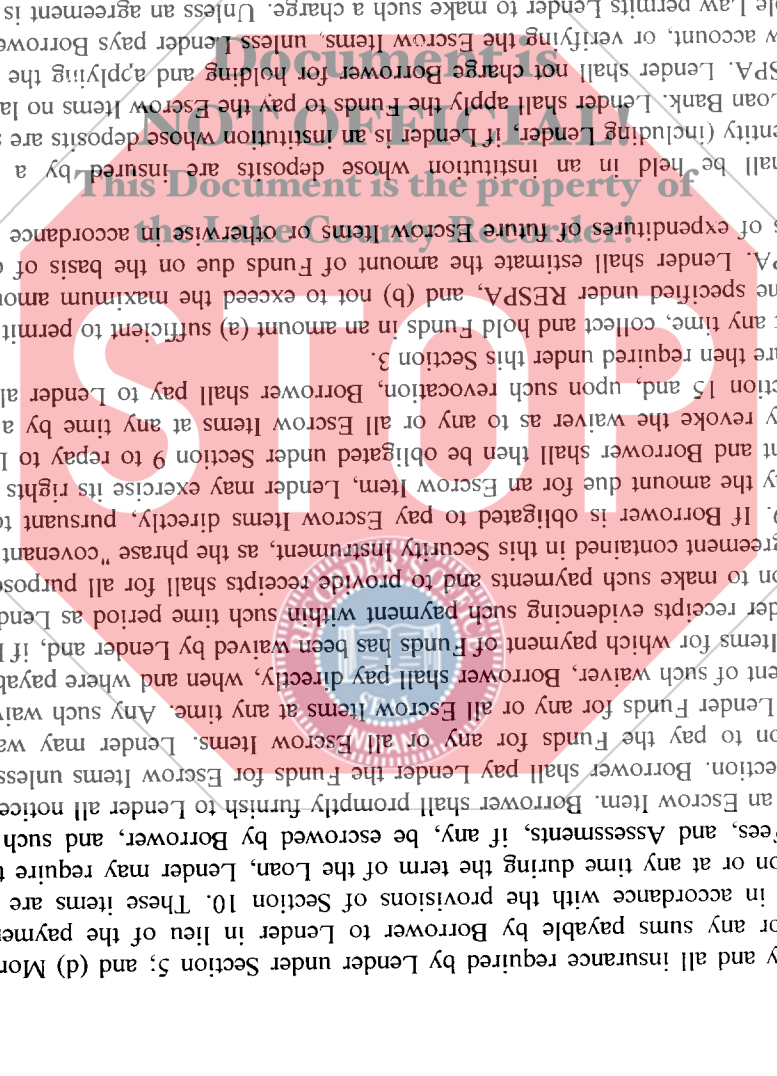 y and all insurance required by Lender under Section 5; and (d) Mor
or any sums payable by Borrower to Lender in lieu of the payme
in accordance with the provisions of Section 10. These items are
on or at any time during the term of the Loan, Lender may require t
Fees, and Assessments, if any, be escrowed by Borrower, and such
an Escrow Item. Borrower shall promptly furnish to Lender all notice
ection. Borrower shall pay Lender the Funds for Escrow Items unless
on to pay the Funds for any or all Escrow Items. Lender may wa
Lender Funds for any or all Escrow Items at any time. Any such waiv
ent of such waiver, Borrower shall pay directly, when and where payab
Items for which payment of Funds has been waived by Lender and, if L
der receipts evidencing such payment within such time period as Lend
on to make such payments and to provide receipts shall for all purpose
greement contained in this Security Instrument, as the phrase "covenant
9. If Borrower is obligated to pay Escrow Items directly, pursuant to
y the amount due for an Escrow Item, Lender may exercise its rights
nt and Borrower shall then be obligated under Section 9 to repay to L
y revoke the waiver as to any or all Escrow Items at any time by a
ction 15 and, upon such revocation, Borrower shall pay to Lender al
re then required under this Section 3.
t any time, collect and hold Funds in an amount (a) sufficient to permit
ne specified under RESPA, and (b) not to exceed the maximum amou
PA. Lender shall estimate the amount of Funds due on the basis of c
s of expenditures of future Escrow Items or otherwise in accordance
hall be held in an institution whose deposits are insured by a
entity (including Lender, if Lender is an institution whose deposits are s
Loan Bank. Lender shall apply the Funds to pay the Escrow Items no la
SPA. Lender shall not charge Borrower for holding and applying the
w account, or verifying the Escrow Items, unless Lender pays Borrowe
le Law permits Lender to make such a charge. Unless an agreement is
Document is
NOT OFFICIAL!
This Document is the property of
the Lake County Recorder!
STOP
RECORDER'S OFFICE
SEAL
INDIANA